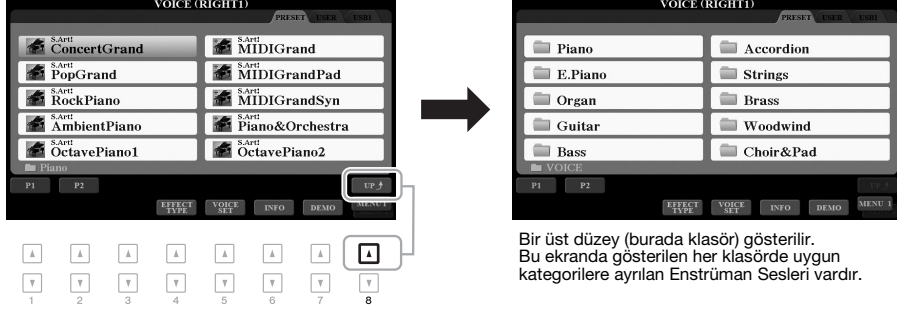 VOICE (RIGHT1)
PRESET USER USB1
S.Art!
ConcertGrand
S.Art!
MIDIGrand
S.Art!
PopGrand
S.Art!
MIDIGrandPad
S.Art!
RockPiano
S.Art!
MIDIGrandSyn
S.Art!
AmbientPiano
S.Art!
Piano&Orchestra
S.Art!
OctavePiano1
S.Art!
OctavePiano2
Piano
P1 P2 UP
EFFECT TYPE VOICE SET INFO DEMO MENU 1
1 2 3 4 5 6 7 8
VOICE (RIGHT1)
PRESET USER USB1
Piano Accordion
E.Piano Strings
Organ Brass
Guitar Woodwind
Bass Choir&Pad
VOICE
P1 P2 UP
EFFECT TYPE VOICE SET INFO DEMO MENU 1
Bir üst düzey (burada klasör) gösterilir.
Bu ekranda gösterilen her klasörde uygun
kategorilere ayrılan Enstrüman Sesleri vardır.